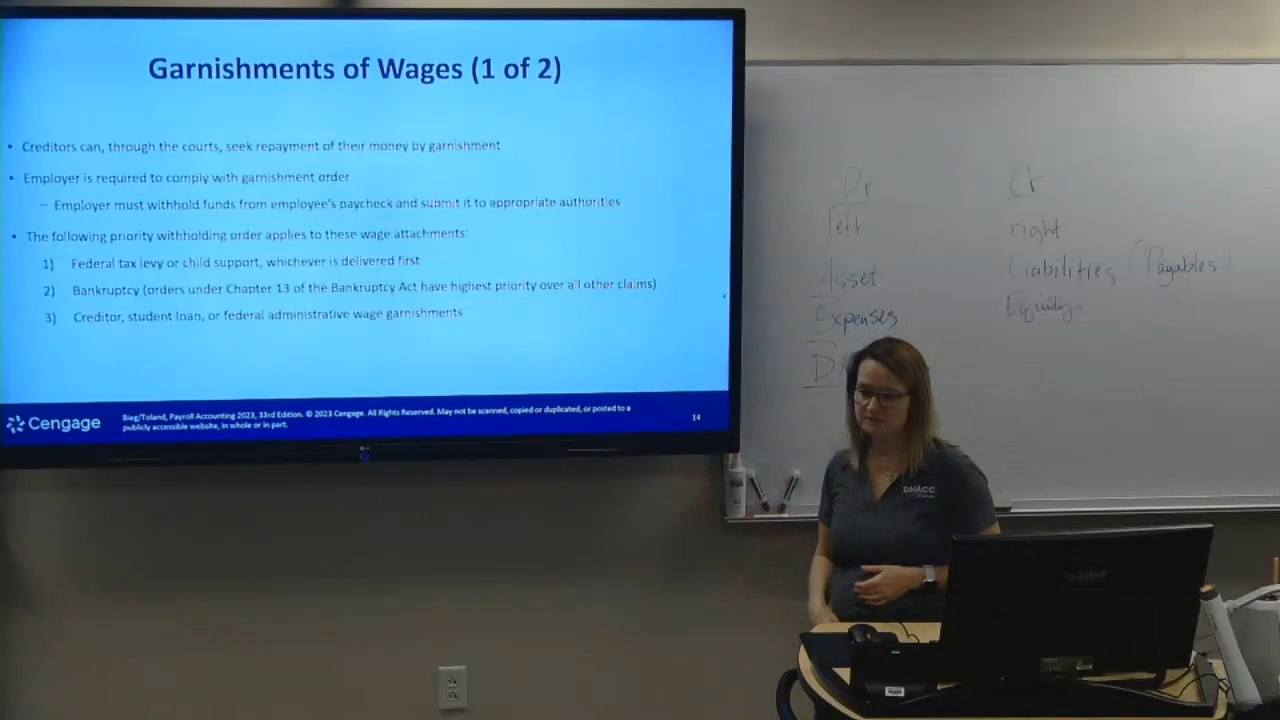 Garnishments of Wages (1 of 2)
• Creditors can, through the courts, seek repayment of their money by garnishment
• Employer is required to comply with garnishment order
– Employer must withhold funds from employee's paycheck and submit it to appropriate authorities
• The following priority withholding order applies to these wage attachments:
1) Federal tax levy or child support, whichever is delivered first
2) Bankruptcy (orders under Chapter 13 of the Bankruptcy Act have highest priority over all other claims)
3) Creditor, student loan, or federal administrative wage garnishments
Cengage
Bieg/Toland, Payroll Accounting 2023, 33rd Edition. © 2023 Cengage. All Rights Reserved. May not be scanned, copied or duplicated, or posted to a
publicly accessible website, in whole or in part.
14
Dr Cr
left right
Asset Liabilities (Payables)
Expenses Equity
DMACC